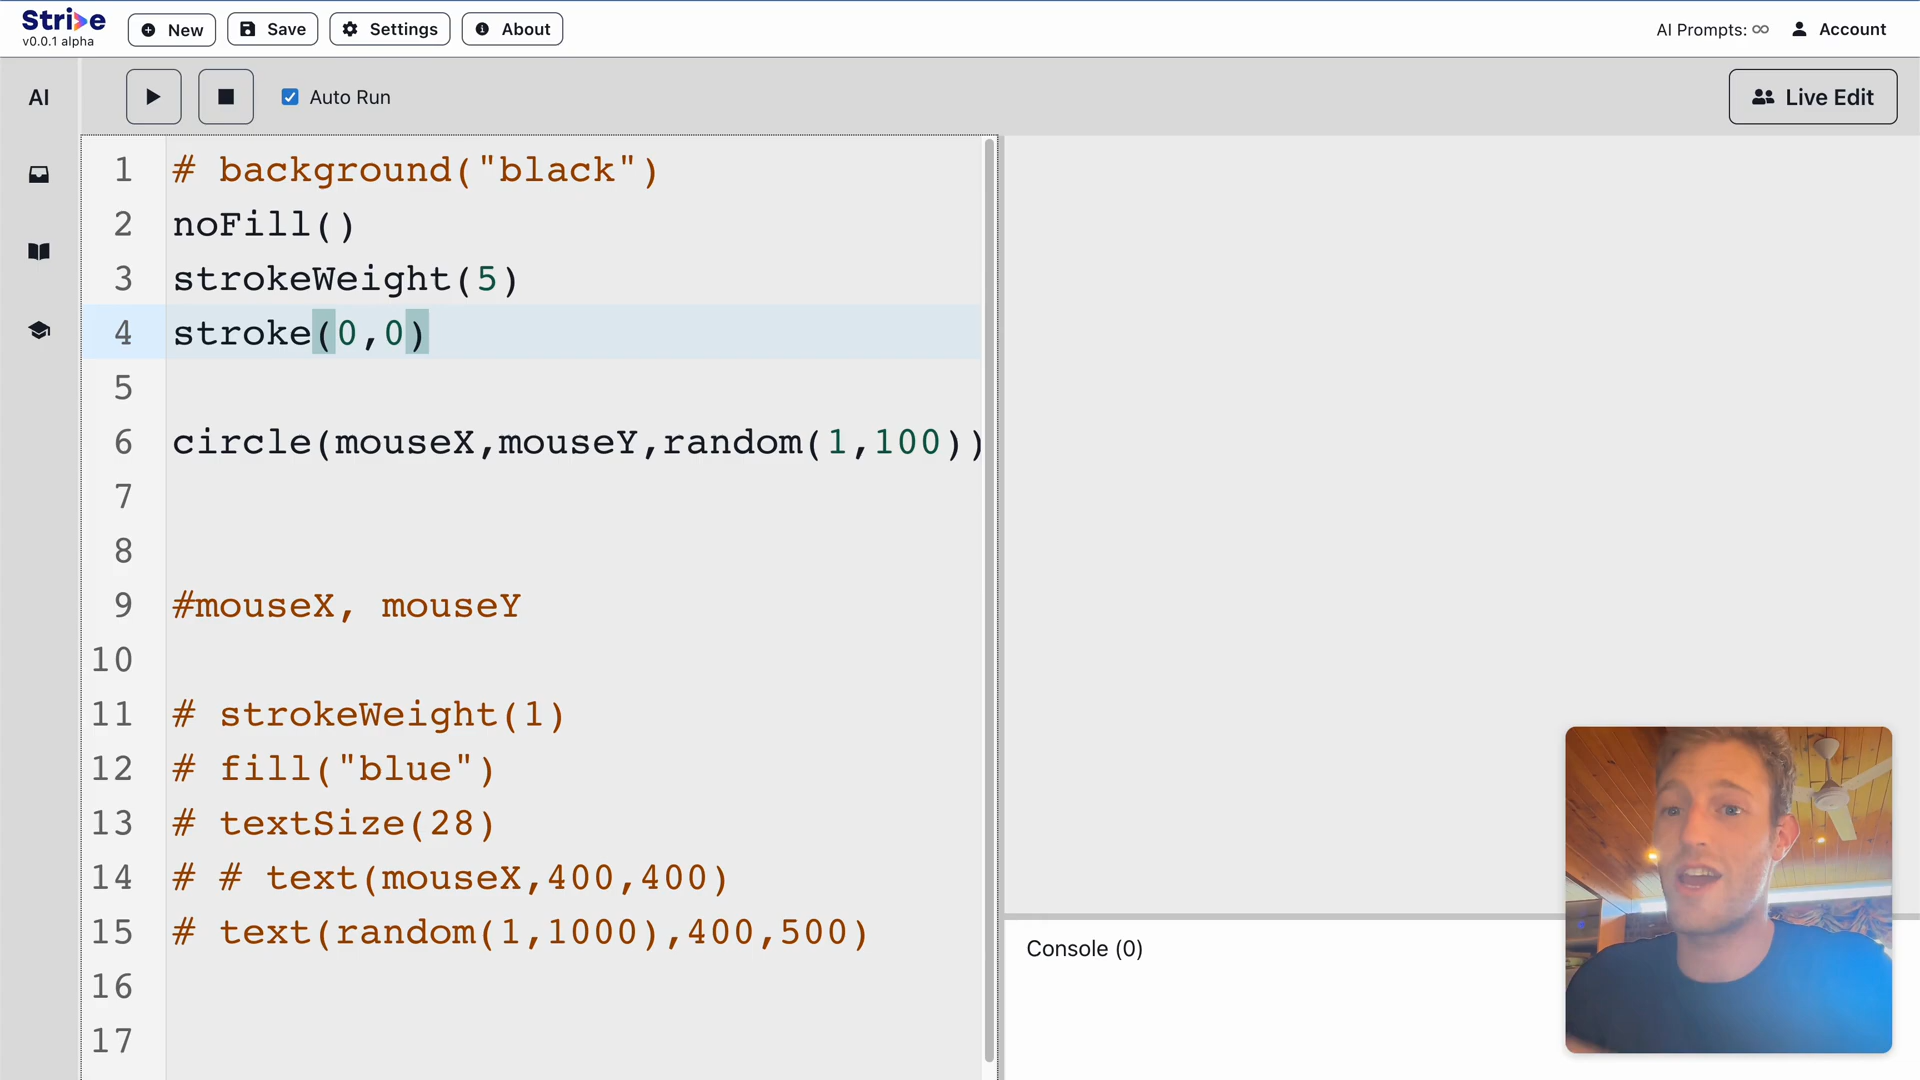 Strive
v0.0.1 alpha
New
Save
Settings
About
AI Prompts: ∞
Account
AI
Auto Run
Live Edit
1 # background("black")
2 noFill()
3 strokeWeight(5)
4 stroke(0,0)
5
6 circle(mouseX,mouseY,random(1,100))
7
8
9 #mouseX, mouseY
10
11 # strokeWeight(1)
12 # fill("blue")
13 # textSize(28)
14 # # text(mouseX,400,400)
15 # text(random(1,1000),400,500)
16
17
Console (0)